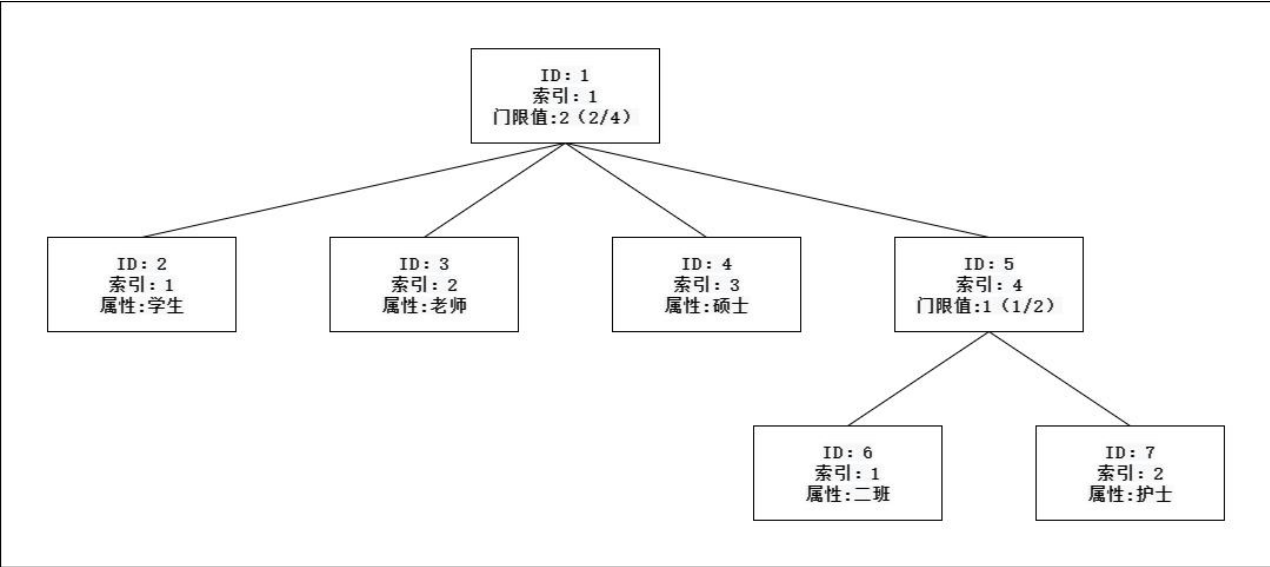 ID：1
索引：1
门限值:2（2/4）
ID：2
索引：1
属性:学生
ID：3
索引：2
属性:老师
ID：4
索引：3
属性:硕士
ID：5
索引：4
门限值:1（1/2）
ID：6
索引：1
属性:二班
ID：7
索引：2
属性:护士